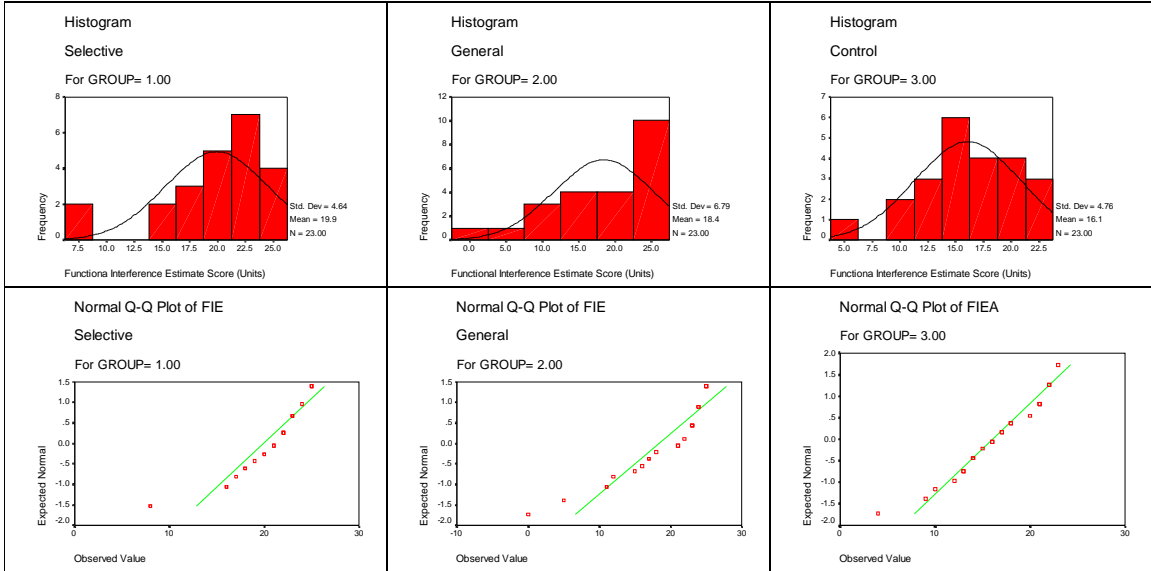 Histogram
Selective
For GROUP= 1.00
8
6
4
2
0
Frequency
7.5 10.0 12.5 15.0 17.5 20.0 22.5 25.0
Std. Dev = 4.64
Mean = 19.9
N = 23.00
Functiona Interference Estimate Score (Units)
Histogram
General
For GROUP= 2.00
12
10
8
6
4
2
0
Frequency
0.0 5.0 10.0 15.0 20.0 25.0
Std. Dev = 6.79
Mean = 18.4
N = 23.00
Functiona Interference Estimate Score (Units)
Histogram
Control
For GROUP= 3.00
7
6
5
4
3
2
1
0
Frequency
5.0 7.5 10.0 12.5 15.0 17.5 20.0 22.5
Std. Dev = 4.76
Mean = 16.1
N = 23.00
Functiona Interference Estimate Score (Units)
Normal Q-Q Plot of FIE
Selective
For GROUP= 1.00
1.5
1.0
.5
0.0
-.5
-1.0
-1.5
-2.0
Expected Normal
0 10 20 30
Observed Value
Normal Q-Q Plot of FIE
General
For GROUP= 2.00
1.5
1.0
.5
0.0
-.5
-1.0
-1.5
-2.0
Expected Normal
-10 0 10 20 30
Observed Value
Normal Q-Q Plot of FIEA
For GROUP= 3.00
2.0
1.5
1.0
.5
0.0
-.5
-1.0
-1.5
-2.0
Expected Normal
0 10 20 30
Observed Value